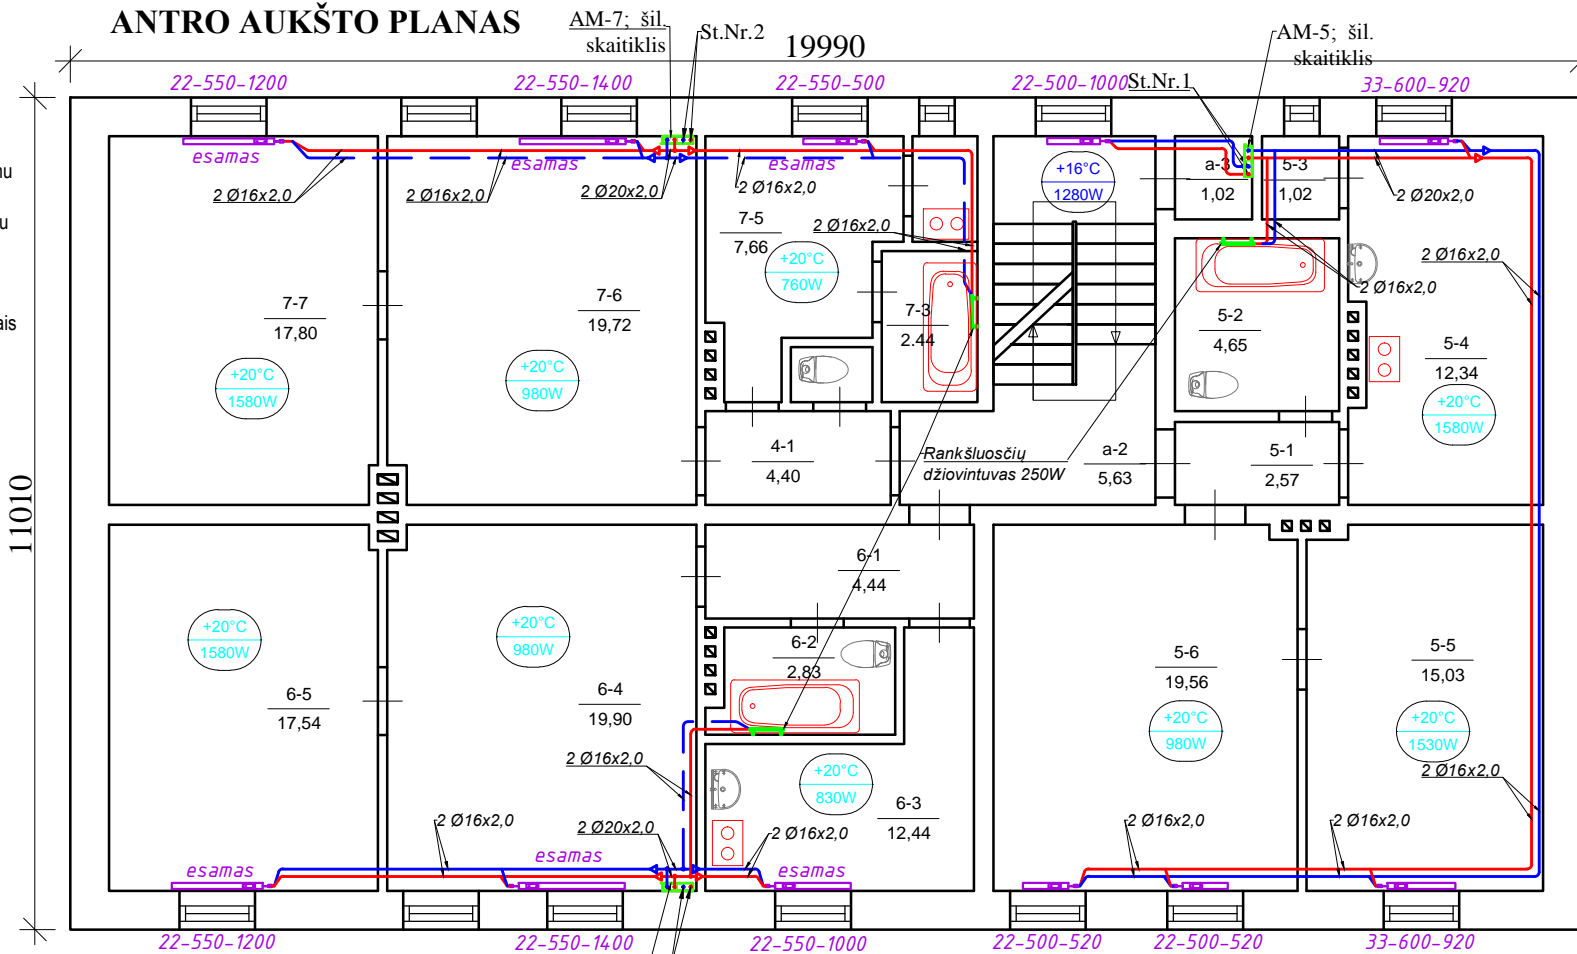 ANTRO AUKŠTO PLANAS
AM-7; šil.
skaitiklis
St.Nr.2
19990
AM-5; šil.
skaitiklis
St.Nr.1
22-550-1200
22-550-1400
22-550-500
22-500-1000
33-600-920
esamas
esamas
esamas
nu
u
ais
11010
2 Ø16x2,0
2 Ø16x2,0
2 Ø20x2,0
2 Ø16x2,0
2 Ø16x2,0
2 Ø20x2,0
2 Ø16x2,0
2 Ø16x2,0
+16°C
1280W
a-3
1,02
5-3
1,02
7-5
7,66
+20°C
760W
7-7
17,80
7-6
19,72
7-3
2.44
5-2
4,65
5-4
12,34
+20°C
1580W
+20°C
980W
+20°C
1580W
4-1
4,40
Rankšluosčių
džiovintuvas 250W
a-2
5,63
5-1
2,57
6-1
4,44
+20°C
1580W
+20°C
980W
6-2
2,83
6-5
17,54
6-4
19,90
5-6
19,56
5-5
15,03
+20°C
980W
+20°C
1530W
2 Ø16x2,0
+20°C
830W
6-3
12,44
2 Ø16x2,0
2 Ø16x2,0
2 Ø20x2,0
2 Ø16x2,0
2 Ø16x2,0
2 Ø16x2,0
esamas
esamas
esamas
22-550-1200
22-550-1400
22-550-1000
22-500-520
22-500-520
33-600-920